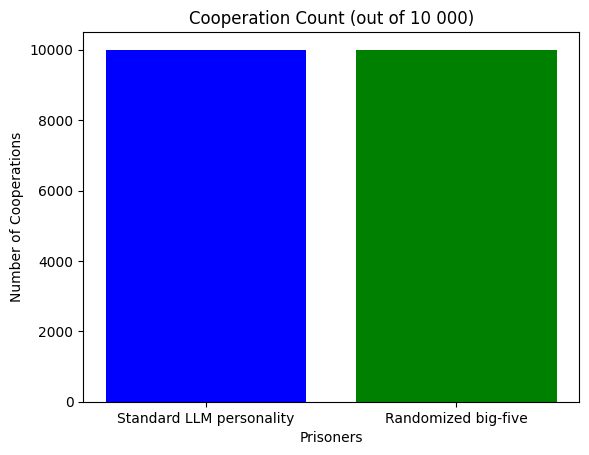 Cooperation Count (out of 10 000)
Number of Cooperations
10000
8000
6000
4000
2000
0
Standard LLM personality
Randomized big-five
Prisoners